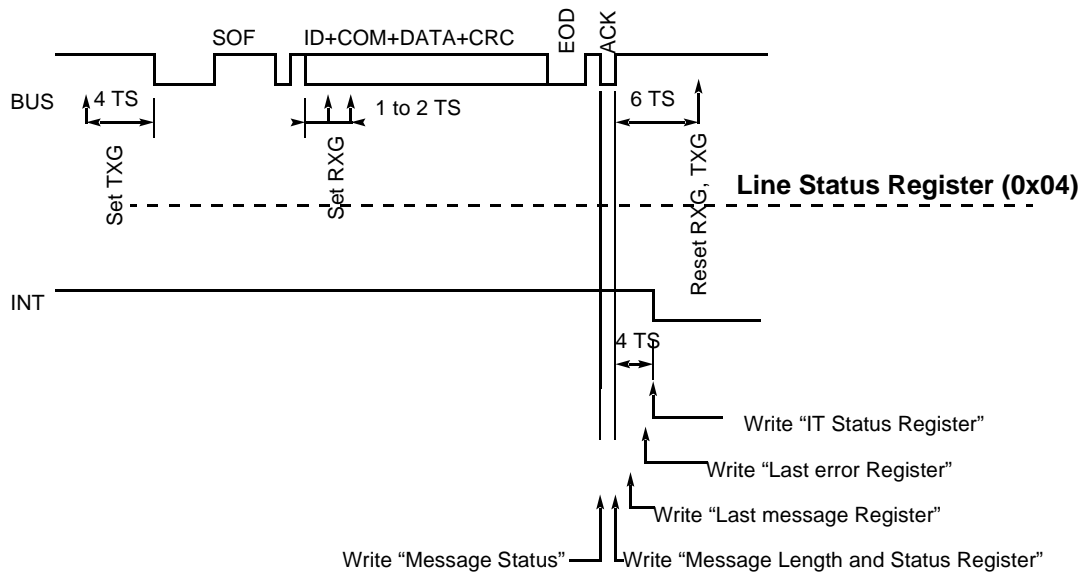 SOF
ID+COM+DATA+CRC
EOD
ACK
BUS
4 TS
1 to 2 TS
6 TS
Set TXG
Set RXG
Reset RXG, TXG
Line Status Register (0x04)
INT
4 TS
Write “IT Status Register”
Write “Last error Register”
Write “Last message Register”
Write “Message Status”
Write “Message Length and Status Register”